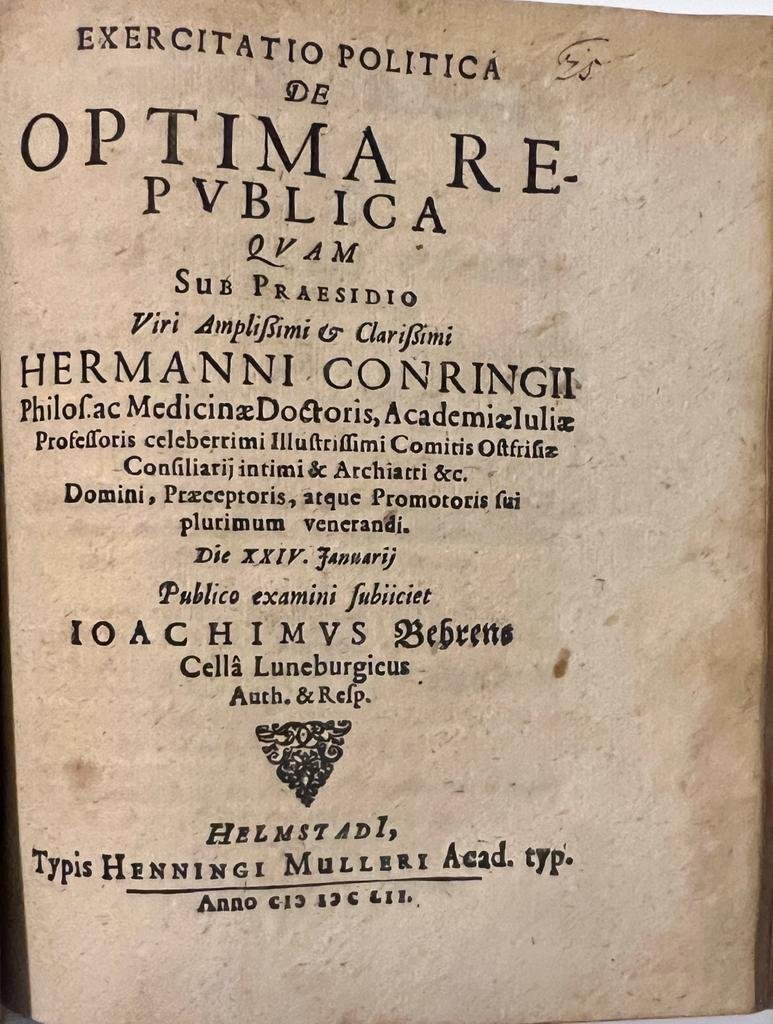 EXERCITATIO POLITICA
DE
OPTIMA RE-
PVBLICA
QVAM
SUB PRAESIDIO
Viri Ampliſſimi & Clariſſimi
HERMANNI CONRINGII
Philoſ. ac Medicinæ Doctoris, Academiæ Iuliæ
Profeſſoris celeberrimi Illuſtriſſimi Comitis Oſtfriſiæ
Conſiliarij intimi & Archiatri &c.
Domini, Præceptoris, atque Promotoris ſui
plurimum venerandi.
Die XXIV. Januarij
Publico examini ſubiiciet
IOACHIMVS Behrens
Cellâ Luneburgicus
Auth. & Reſp.
HELMSTADI,
Typis HENNINGI MULLERI Acad. typ.
Anno CIↃ IↃC LII.